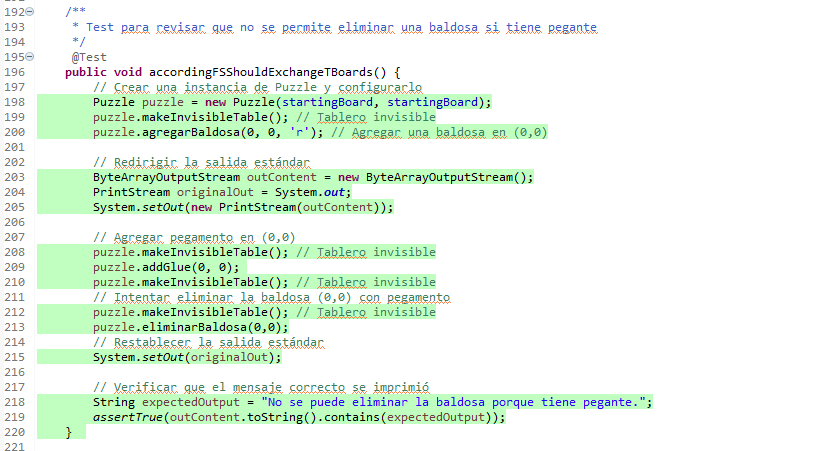 192 /**
193 * Test para revisar que no se permite eliminar una baldosa si tiene pegante
194 */
195 @Test
196 public void accordingFSShouldExchangeTBoards() {
197 // Crear una instancia de Puzzle y configurarlo
198 Puzzle puzzle = new Puzzle(startingBoard, startingBoard);
199 puzzle.makeInvisibleTable(); // Tablero invisible
200 puzzle.agregarBaldosa(0, 0, 'r'); // Agregar una baldosa en (0,0)
201
202 // Redirigir la salida estándar
203 ByteArrayOutputStream outContent = new ByteArrayOutputStream();
204 PrintStream originalOut = System.out;
205 System.setOut(new PrintStream(outContent));
206
207 // Agregar pegamento en (0,0)
208 puzzle.makeInvisibleTable(); // Tablero invisible
209 puzzle.addGlue(0, 0);
210 puzzle.makeInvisibleTable(); // Tablero invisible
211 // Intentar eliminar la baldosa (0,0) con pegamento
212 puzzle.makeInvisibleTable(); // Tablero invisible
213 puzzle.eliminarBaldosa(0,0);
214 // Restablecer la salida estándar
215 System.setOut(originalOut);
216
217 // Verificar que el mensaje correcto se imprimió
218 String expectedOutput = "No se puede eliminar la baldosa porque tiene pegante.";
219 assertTrue(outContent.toString().contains(expectedOutput));
220 }
221